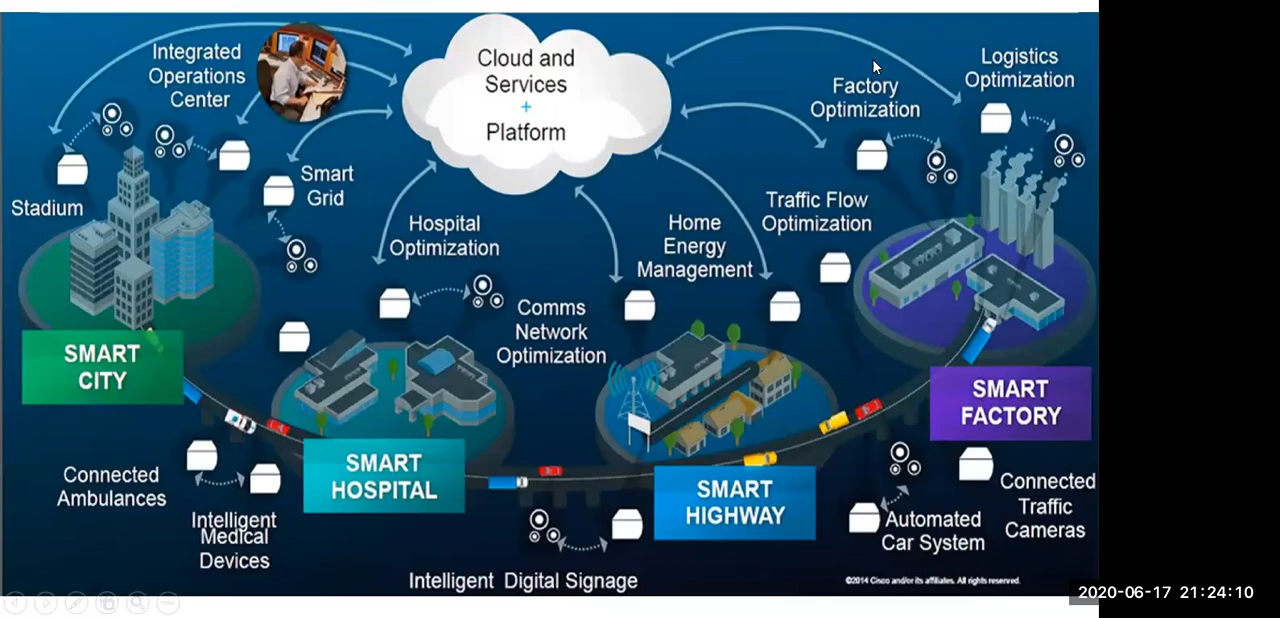 Integrated
Operations
Center
Cloud and
Services
+
Platform
Logistics
Optimization
Factory
Optimization
Stadium
Smart
Grid
Hospital
Optimization
Home
Energy
Management
Traffic Flow
Optimization
Comms
Network
Optimization
SMART
CITY
SMART
HOSPITAL
SMART
HIGHWAY
SMART
FACTORY
Connected
Ambulances
Intelligent
Medical
Devices
Intelligent Digital Signage
Automated
Car System
Connected
Traffic
Cameras
©2014 Cisco and/or its affiliates. All rights reserved.
2020-06-17 21:24:10